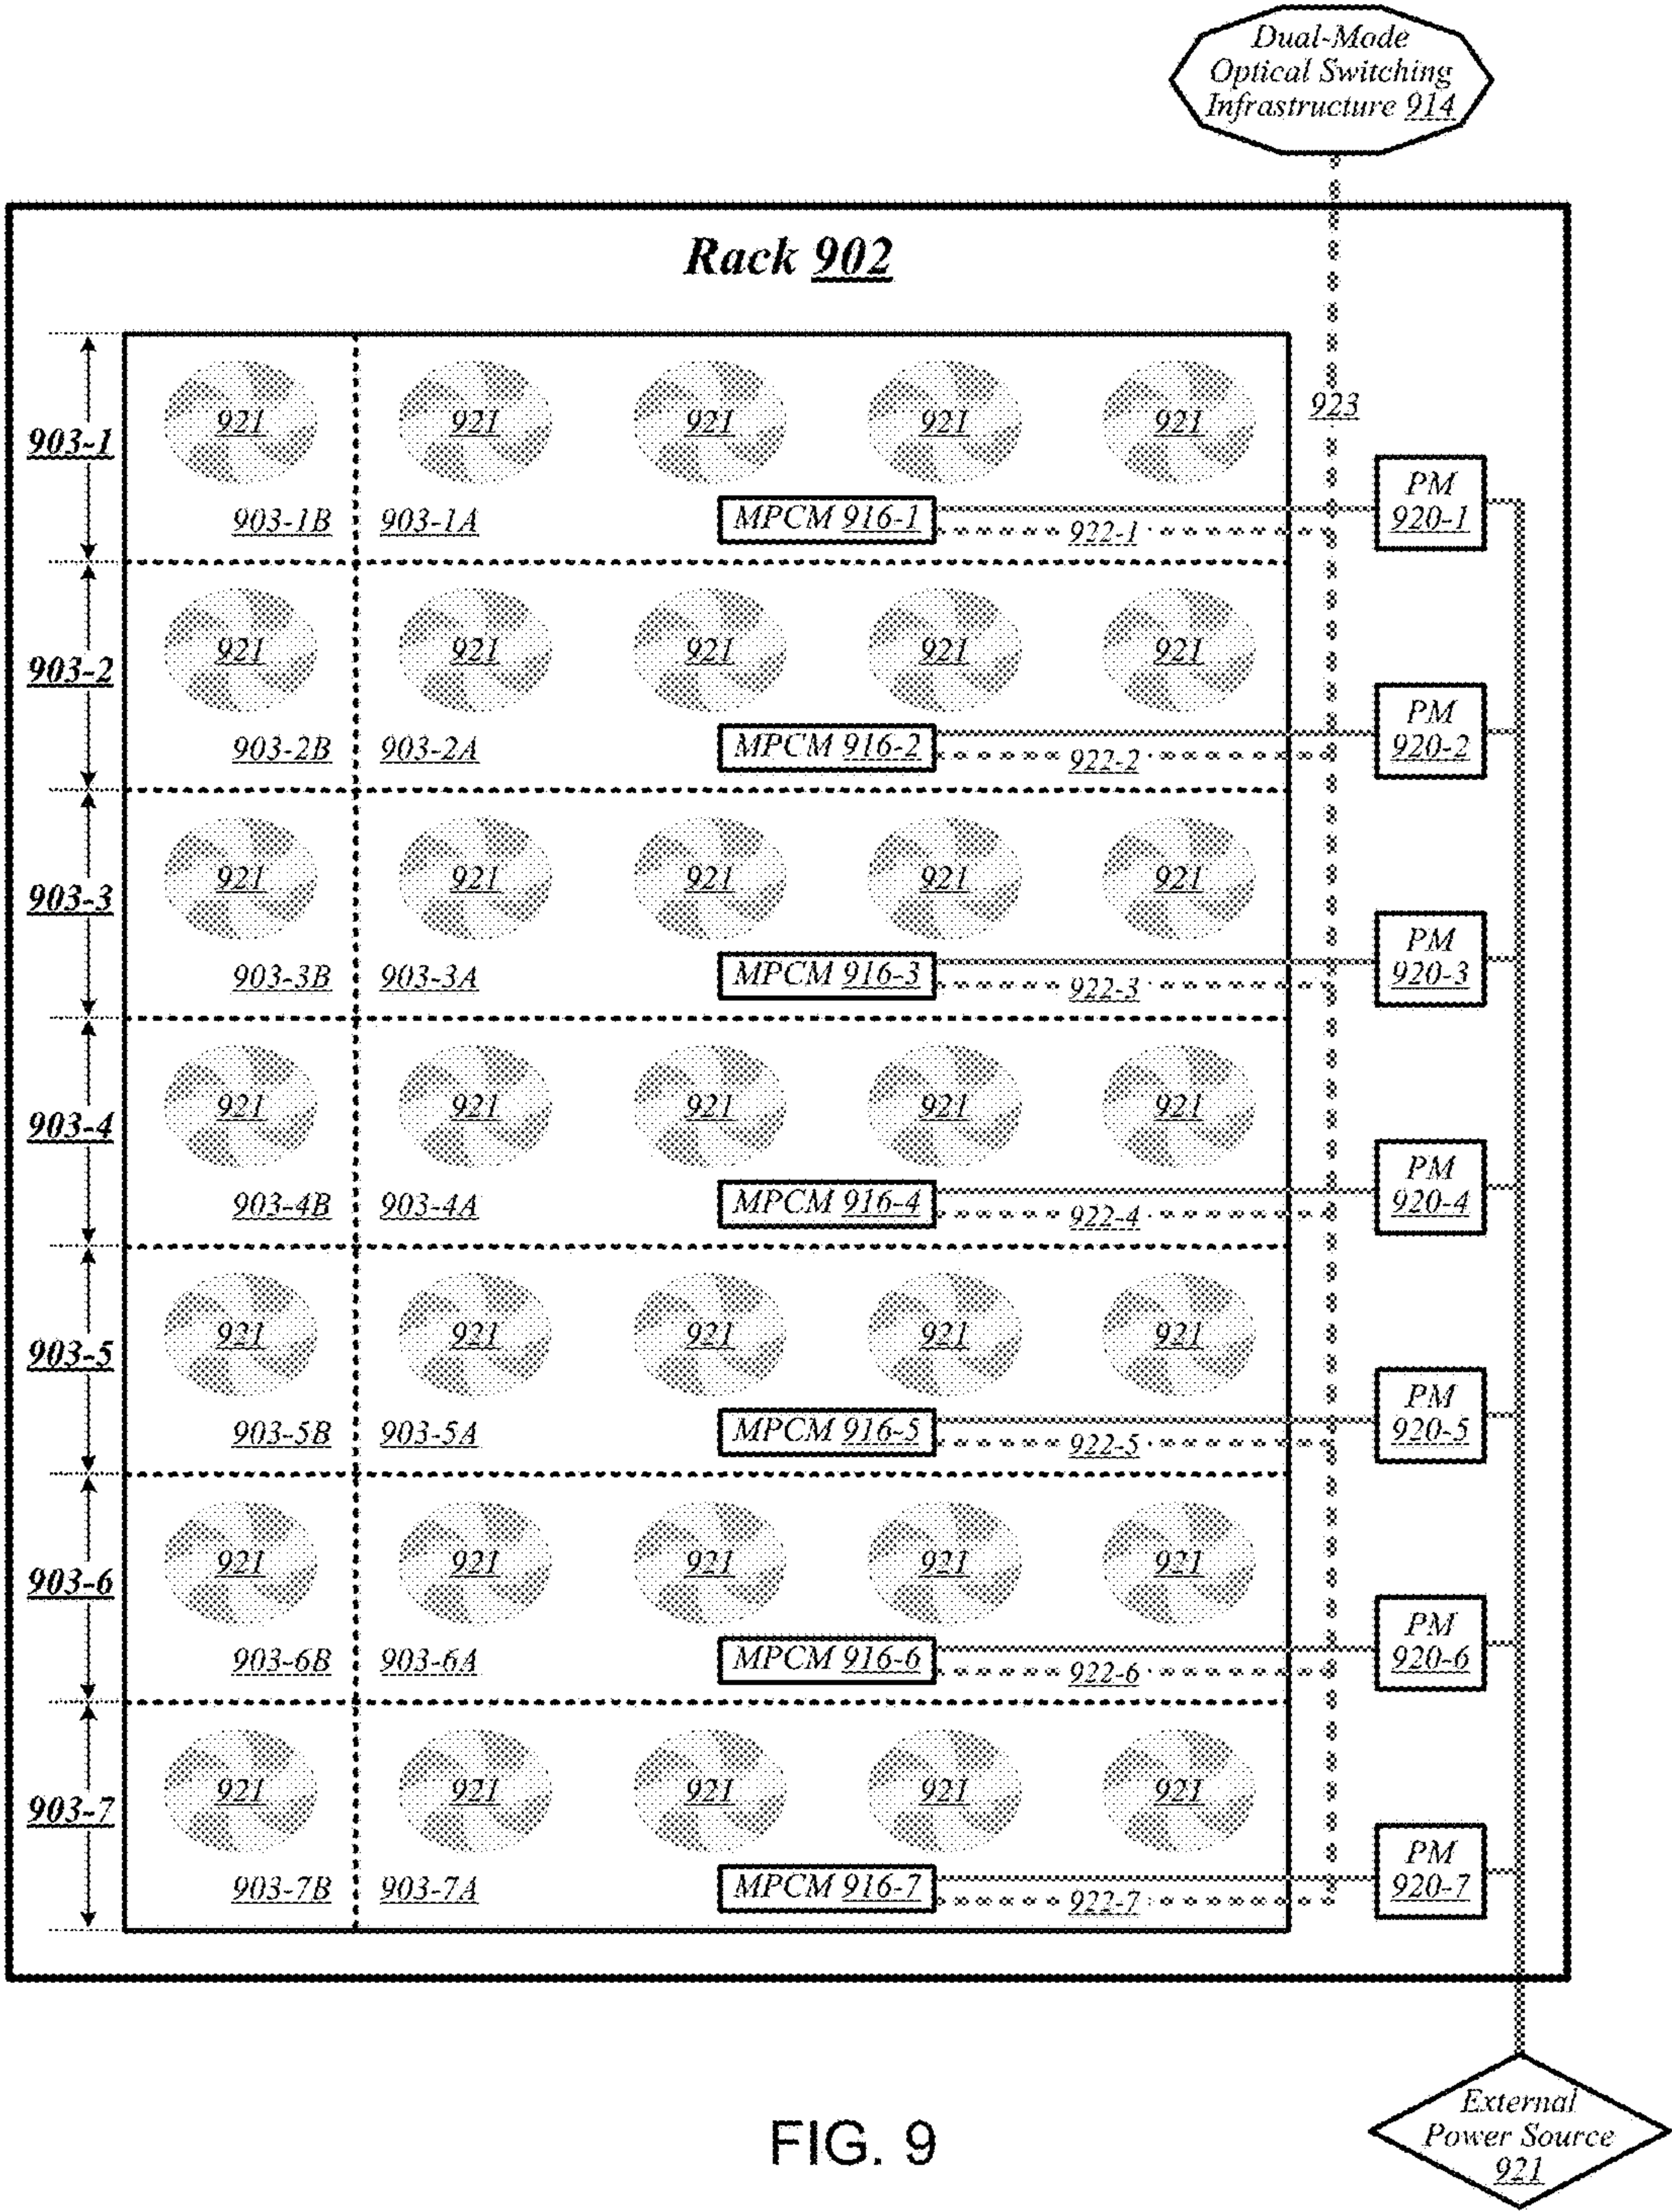 Dual-Mode
Optical Switching
Infrastructure 914
Rack 902
921 921 921 921 921
923
903-1
PM
920-1
903-1B 903-1A MPCM 916-1
922-1
921 921 921 921 921
903-2
PM
920-2
903-2B 903-2A MPCM 916-2
922-2
921 921 921 921 921
903-3
PM
920-3
903-3B 903-3A MPCM 916-3
922-3
921 921 921 921 921
903-4
PM
920-4
903-4B 903-4A MPCM 916-4
922-4
921 921 921 921 921
903-5
PM
920-5
903-5B 903-5A MPCM 916-5
922-5
921 921 921 921 921
903-6
PM
920-6
903-6B 903-6A MPCM 916-6
922-6
921 921 921 921 921
903-7
PM
920-7
903-7B 903-7A MPCM 916-7
922-7
External
Power Source
921
FIG. 9